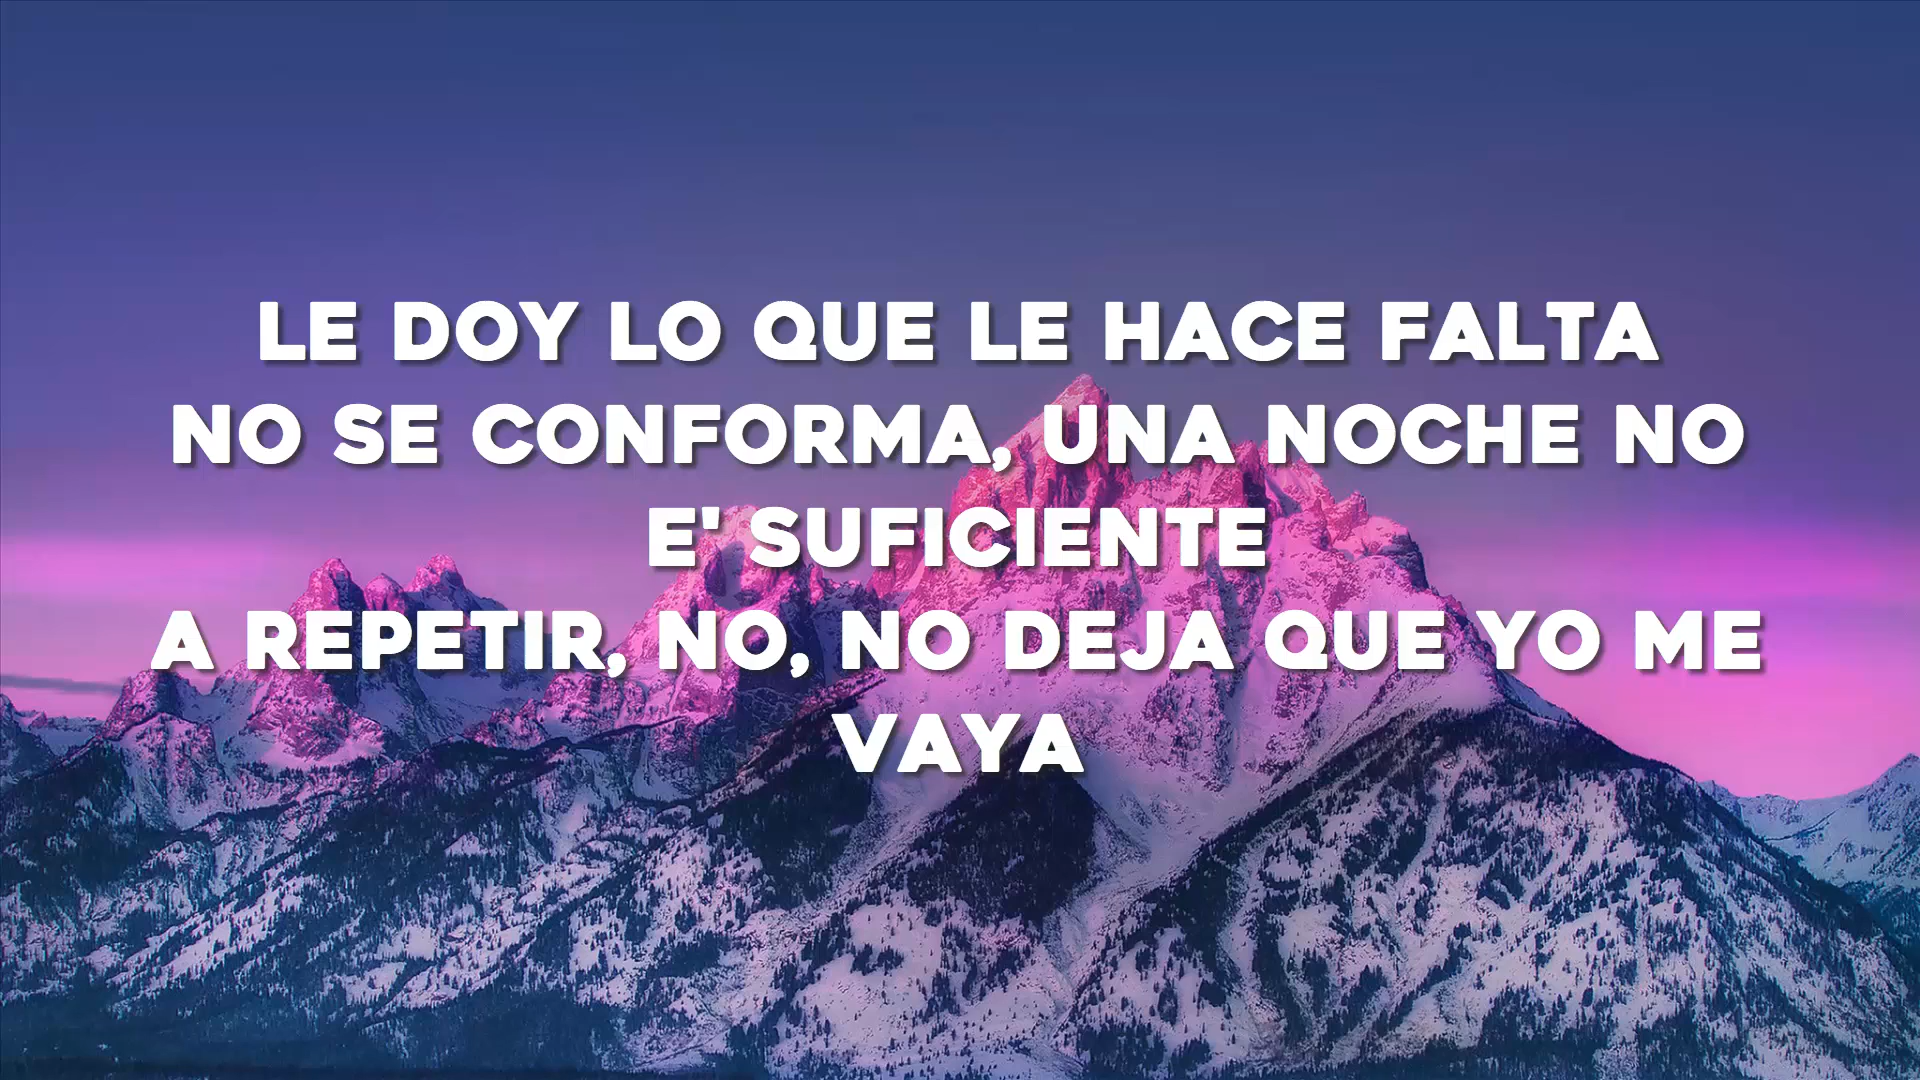 LE DOY LO QUE LE HACE FALTA
NO SE CONFORMA, UNA NOCHE NO
E' SUFICIENTE
A REPETIR, NO, NO DEJA QUE YO ME
VAYA